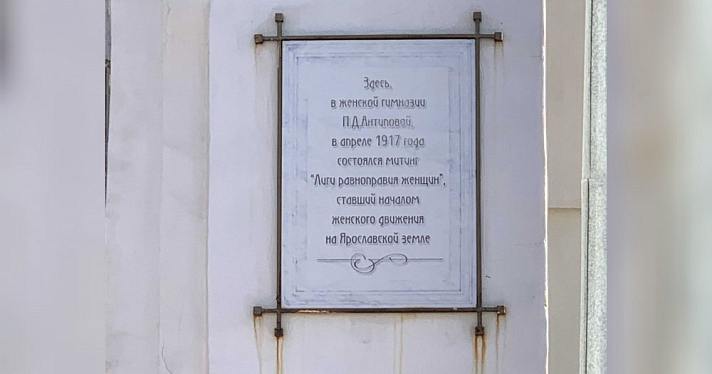 Здесь,
в женской гимназии
П.Д.Антиповой,
в апреле 1917 года
состоялся митинг
"Лиги равноправия женщин",
ставший началом
женского движения
на Ярославской земле